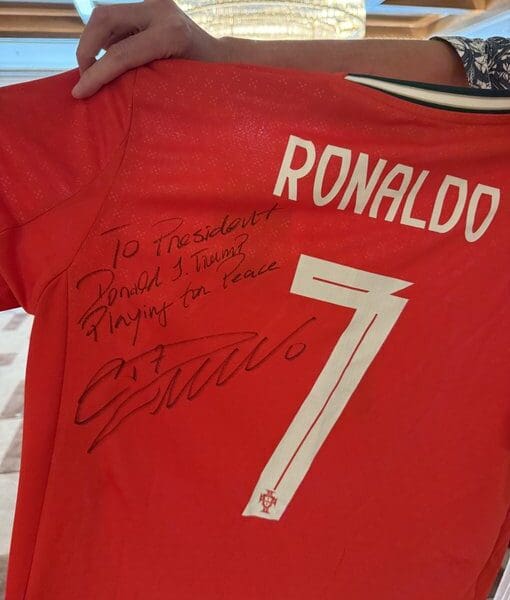 RONALDO
7
To President
Donald J. Trump
Playing for Peace